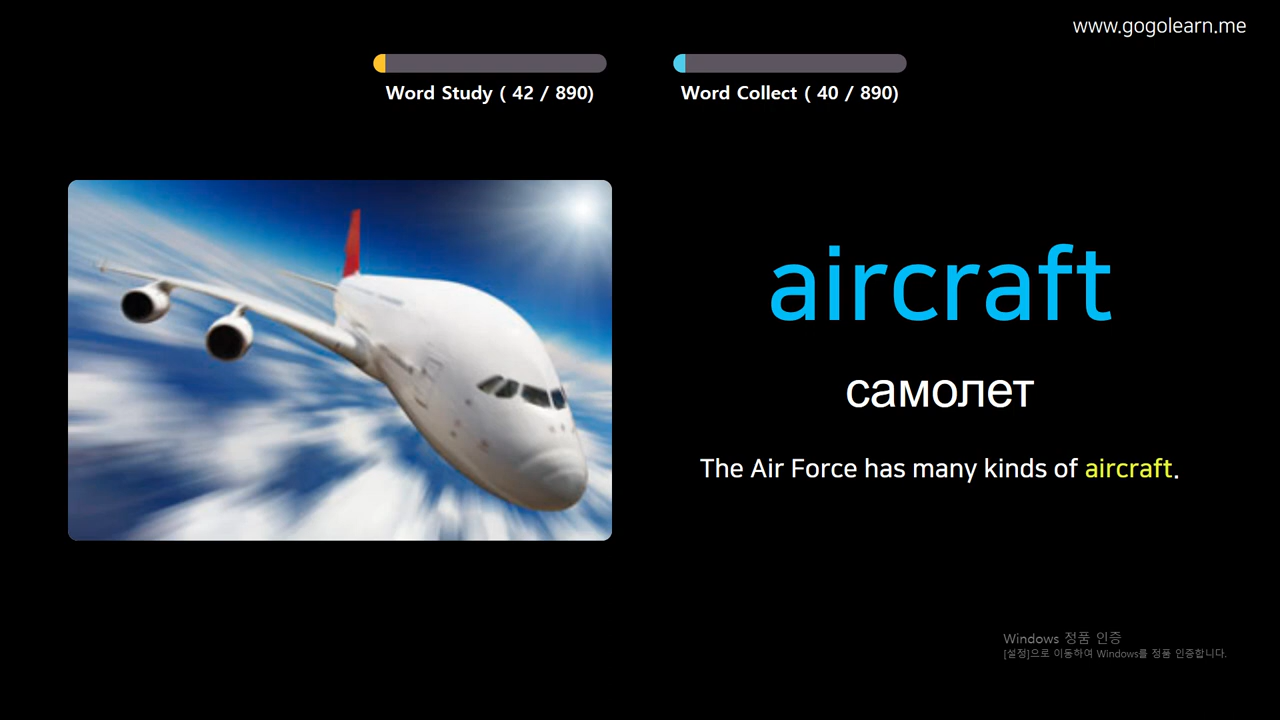 www.gogolearn.me
Word Study ( 42 / 890)
Word Collect ( 40 / 890)
aircraft
самолет
The Air Force has many kinds of aircraft.
Windows 정품 인증
[설정]으로 이동하여 Windows를 정품 인증합니다.